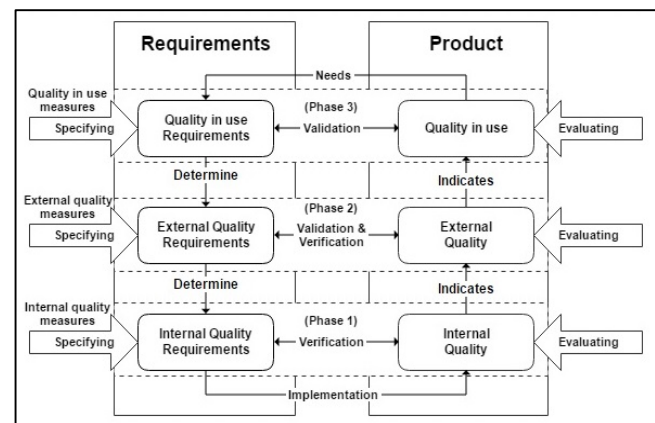 Requirements
Product
Needs
Quality in use
measures
Specifying
Quality in use
Requirements
(Phase 3)
Validation
Quality in use
Evaluating
Determine
Indicates
External quality
measures
Specifying
External Quality
Requirements
(Phase 2)
Validation &
Verification
External
Quality
Evaluating
Determine
Indicates
Internal quality
measures
Specifying
Internal Quality
Requirements
(Phase 1)
Verification
Internal
Quality
Evaluating
Implementation